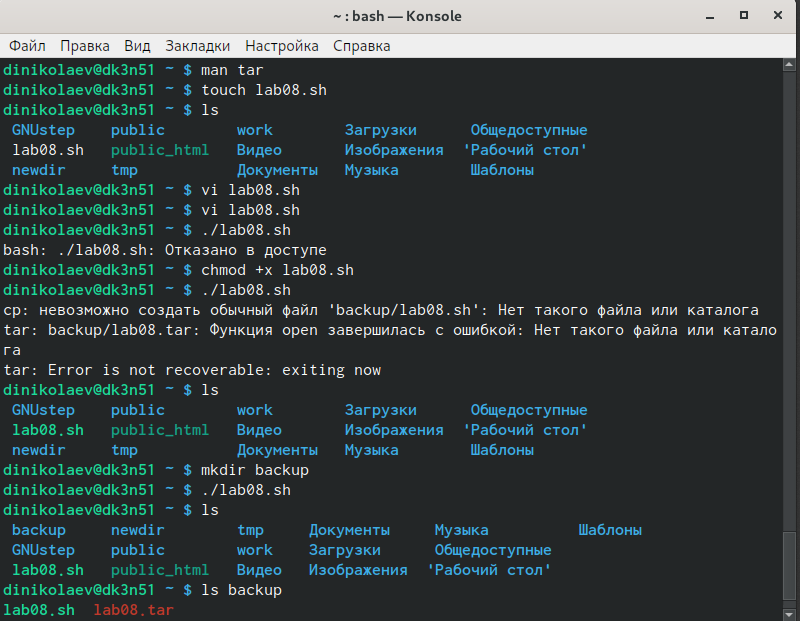 ~ : bash — Konsole
Файл Правка Вид Закладки Настройка Справка
dinikolaev@dk3n51 ~ $ man tar
dinikolaev@dk3n51 ~ $ touch lab08.sh
dinikolaev@dk3n51 ~ $ ls
GNUstep public work Загрузки Общедоступные
lab08.sh public_html Видео Изображения 'Рабочий стол'
newdir tmp Документы Музыка Шаблоны
dinikolaev@dk3n51 ~ $ vi lab08.sh
dinikolaev@dk3n51 ~ $ vi lab08.sh
dinikolaev@dk3n51 ~ $ ./lab08.sh
bash: ./lab08.sh: Отказано в доступе
dinikolaev@dk3n51 ~ $ chmod +x lab08.sh
dinikolaev@dk3n51 ~ $ ./lab08.sh
cp: невозможно создать обычный файл 'backup/lab08.sh': Нет такого файла или каталога
tar: backup/lab08.tar: Функция open завершилась с ошибкой: Нет такого файла или катало
га
tar: Error is not recoverable: exiting now
dinikolaev@dk3n51 ~ $ ls
GNUstep public work Загрузки Общедоступные
lab08.sh public_html Видео Изображения 'Рабочий стол'
newdir tmp Документы Музыка Шаблоны
dinikolaev@dk3n51 ~ $ mkdir backup
dinikolaev@dk3n51 ~ $ ./lab08.sh
dinikolaev@dk3n51 ~ $ ls
backup newdir tmp Документы Музыка Шаблоны
GNUstep public work Загрузки Общедоступные
lab08.sh public_html Видео Изображения 'Рабочий стол'
dinikolaev@dk3n51 ~ $ ls backup
lab08.sh lab08.tar